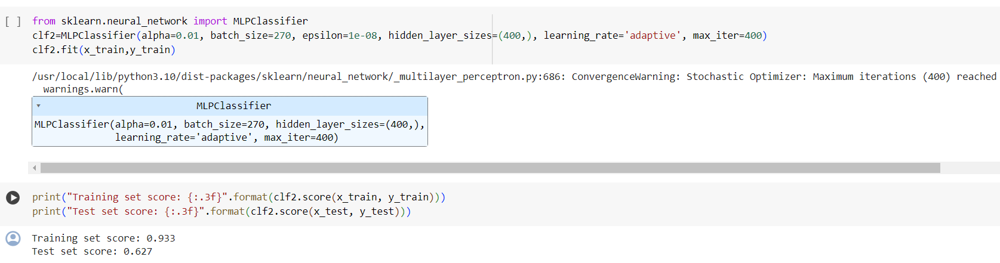 [ ] from sklearn.neural_network import MLPClassifier
clf2=MLPClassifier(alpha=0.01, batch_size=270, epsilon=1e-08, hidden_layer_sizes=(400,), learning_rate='adaptive', max_iter=400)
clf2.fit(x_train,y_train)
/usr/local/lib/python3.10/dist-packages/sklearn/neural_network/_multilayer_perceptron.py:686: ConvergenceWarning: Stochastic Optimizer: Maximum iterations (400) reached
warnings.warn(
MLPClassifier
MLPClassifier(alpha=0.01, batch_size=270, hidden_layer_sizes=(400,),
learning_rate='adaptive', max_iter=400)
print("Training set score: {:.3f}".format(clf2.score(x_train, y_train)))
print("Test set score: {:.3f}".format(clf2.score(x_test, y_test)))
Training set score: 0.933
Test set score: 0.627